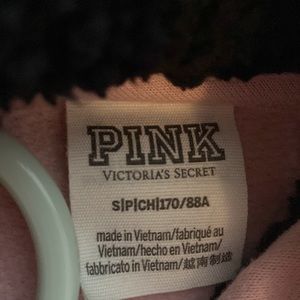 PINK
VICTORIA'S SECRET
S|P|CH|170/88A
made in Vietnam/fabriqué au
Vietnam/hecho en Vietnam/
fabbricato in Vietnam/越南制造